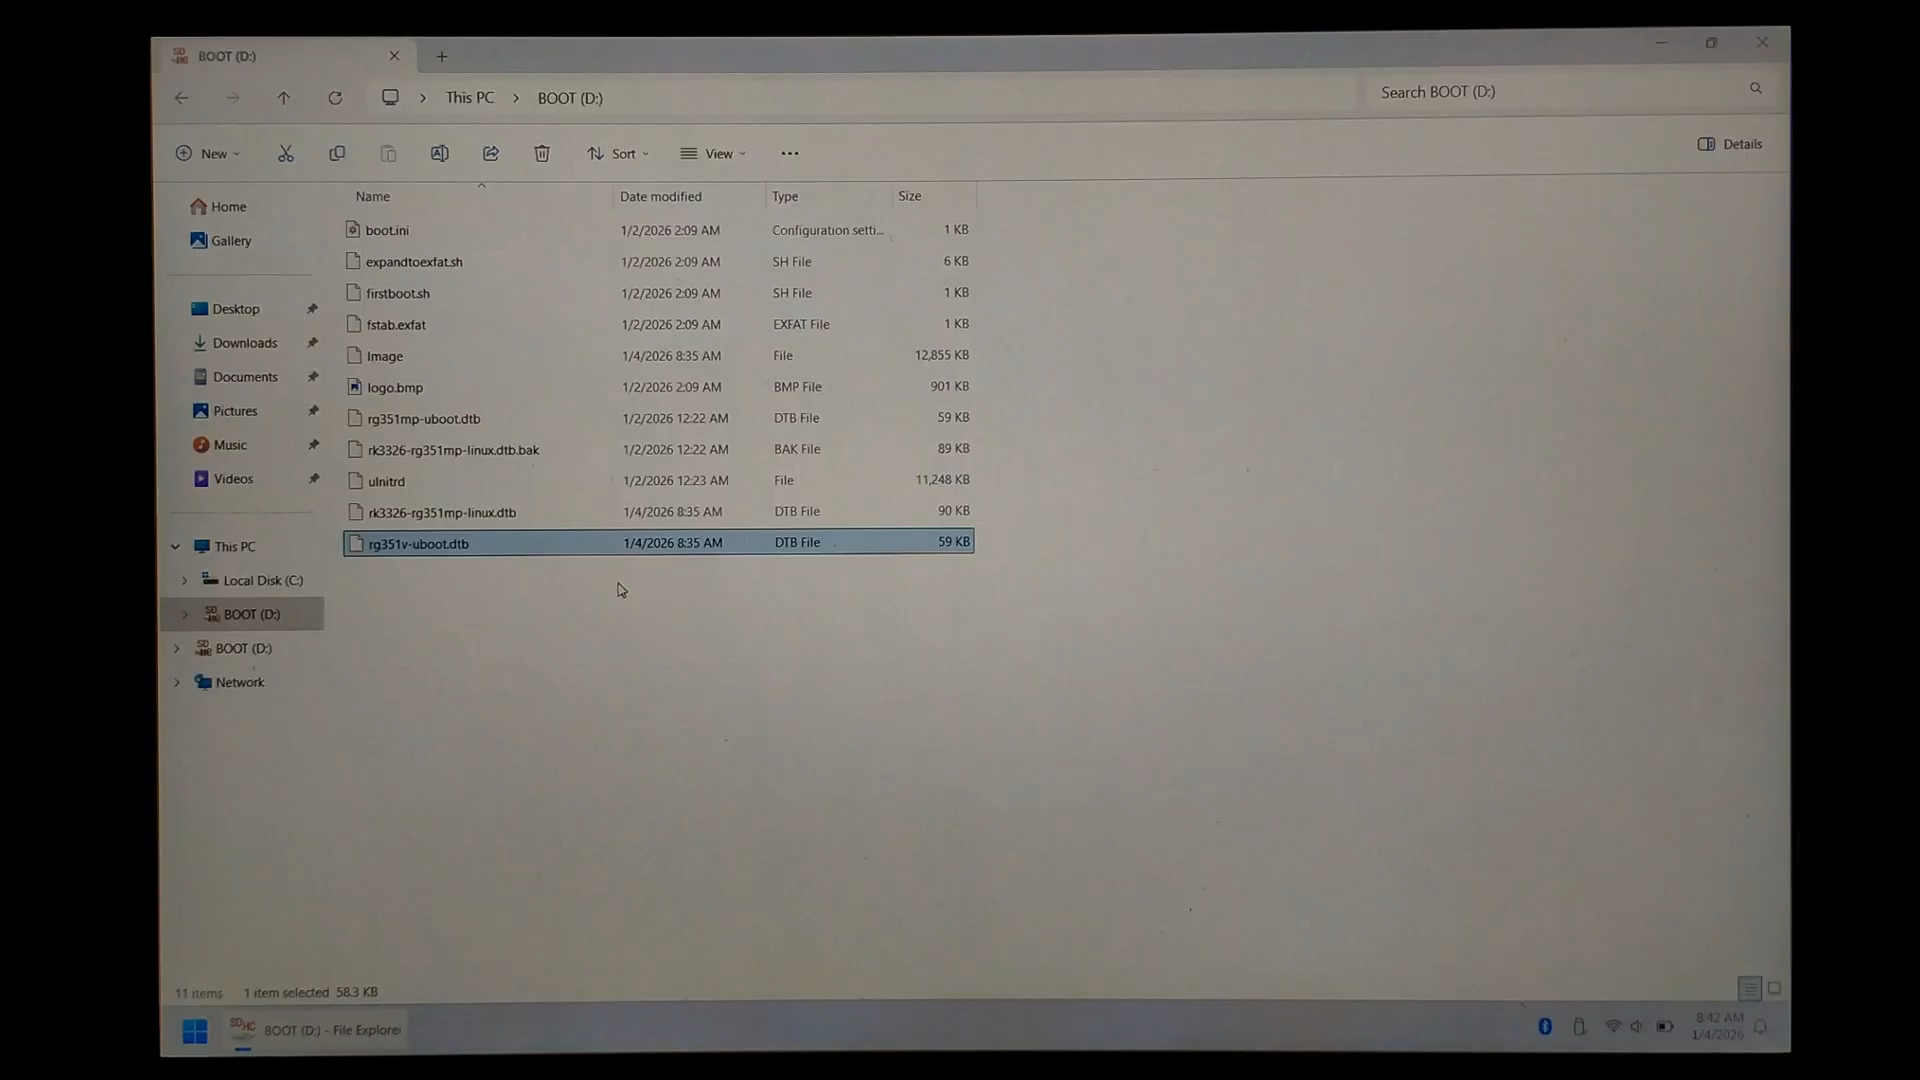 BOOT (D:)
This PC > BOOT (D:)
Search BOOT (D:)
New
Sort
View
Details
Name Date modified Type Size
boot.ini 1/2/2026 2:09 AM Configuration setti... 1 KB
expandtoexfat.sh 1/2/2026 2:09 AM SH File 6 KB
firstboot.sh 1/2/2026 2:09 AM SH File 1 KB
fstab.exfat 1/2/2026 2:09 AM EXFAT File 1 KB
Image 1/4/2026 8:35 AM File 12,855 KB
logo.bmp 1/2/2026 2:09 AM BMP File 901 KB
rg351mp-uboot.dtb 1/2/2026 12:22 AM DTB File 59 KB
rk3326-rg351mp-linux.dtb.bak 1/2/2026 12:22 AM BAK File 89 KB
uInitrd 1/2/2026 12:23 AM File 11,248 KB
rk3326-rg351mp-linux.dtb 1/4/2026 8:35 AM DTB File 90 KB
rg351v-uboot.dtb 1/4/2026 8:35 AM DTB File 59 KB
Home
Gallery
Desktop
Downloads
Documents
Pictures
Music
Videos
This PC
Local Disk (C:)
BOOT (D:)
BOOT (D:)
Network
11 items 1 item selected 58.3 KB
BOOT (D:) - File Explorer
8:42 AM
1/4/2026